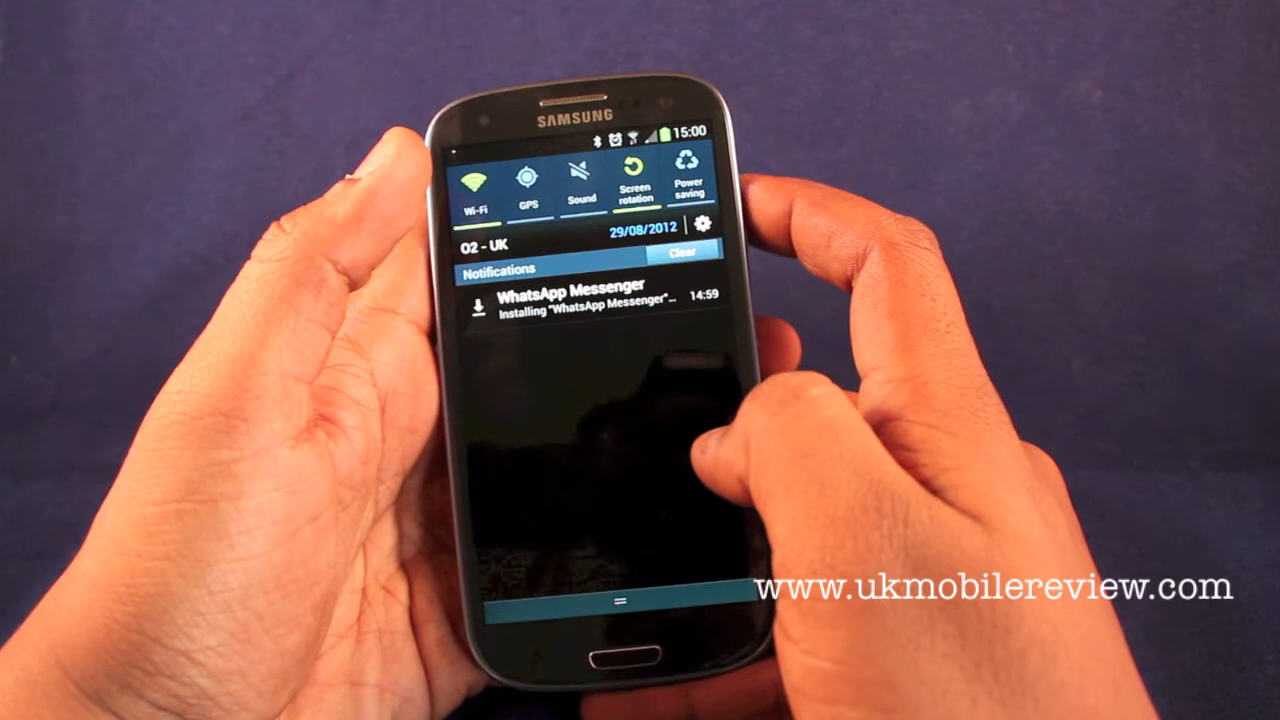 SAMSUNG
15:00
Wi-Fi
GPS
Sound
Screen
rotation
Power
saving
O2 - UK
29/08/2012
Notifications
Clear
WhatsApp Messenger
Installing "WhatsApp Messenger"... 14:59
www.ukmobilereview.com